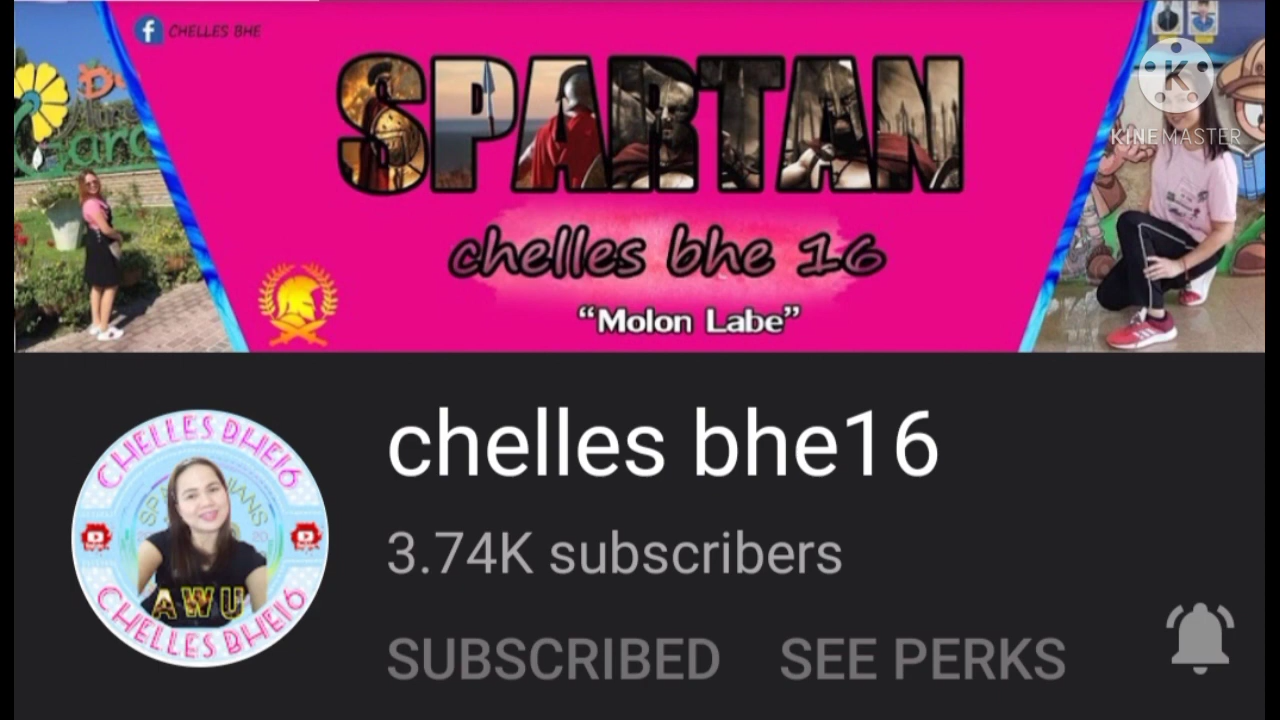 CHELLES BHE
SPARTAN
chelles bhe 16
“Molon Labe”
KINEMASTER
CHELLES BHE16
AWU
CHELLES BHE16
chelles bhe16
3.74K subscribers
SUBSCRIBED SEE PERKS